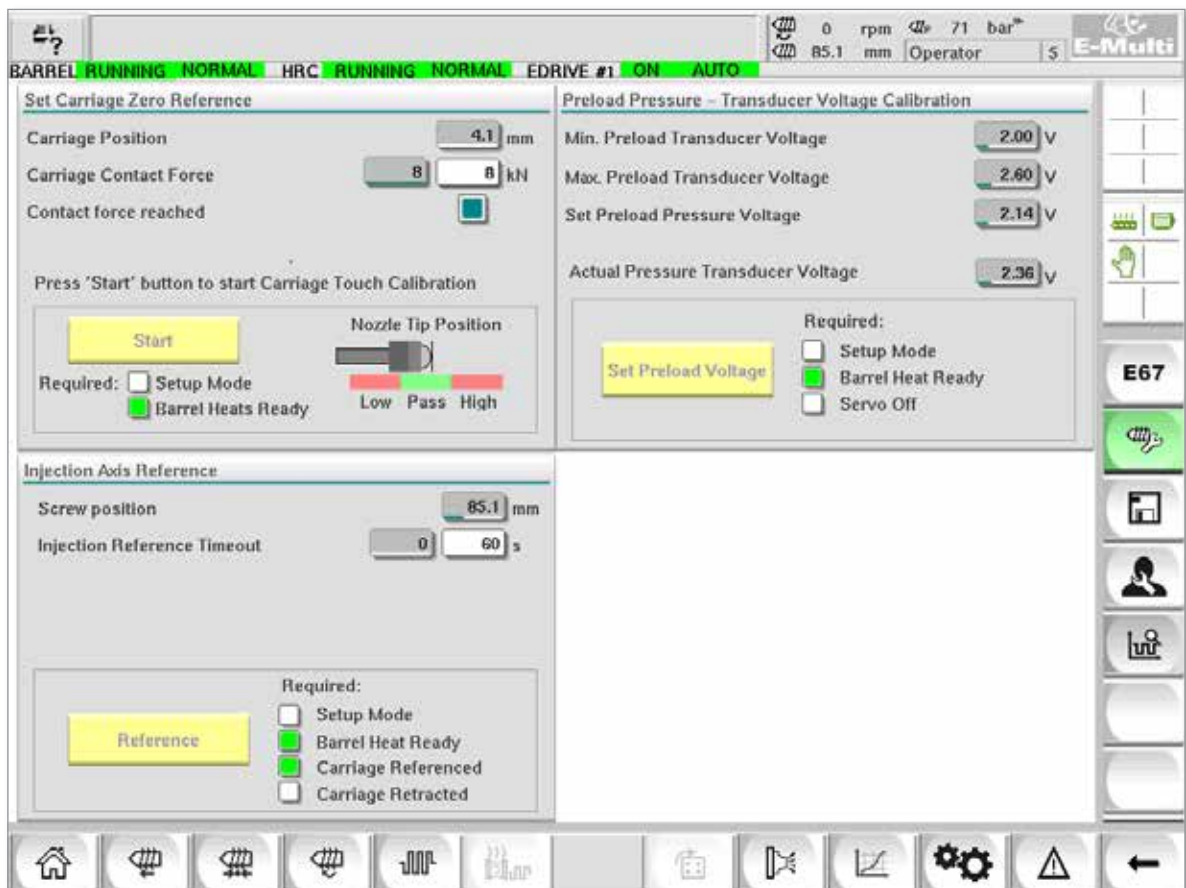 ?
0 rpm 71 bar
85.1 mm Operator 5
E-Multi
BARREL RUNNING NORMAL HRC RUNNING NORMAL EDRIVE #1 ON AUTO
Set Carriage Zero Reference
Carriage Position 4.1 mm
Carriage Contact Force 8 8 kN
Contact force reached
Press 'Start' button to start Carriage Touch Calibration
Start
Nozzle Tip Position
Required: Setup Mode
Barrel Heats Ready
Low Pass High
Preload Pressure - Transducer Voltage Calibration
Min. Preload Transducer Voltage 2.00 V
Max. Preload Transducer Voltage 2.60 V
Set Preload Pressure Voltage 2.14 V
Actual Pressure Transducer Voltage 2.36 V
Set Preload Voltage
Required:
Setup Mode
Barrel Heat Ready
Servo Off
Injection Axis Reference
Screw position 85.1 mm
Injection Reference Timeout 0 60 s
Reference
Required:
Setup Mode
Barrel Heat Ready
Carriage Referenced
Carriage Retracted
E67